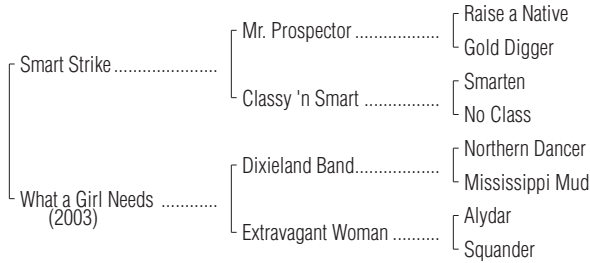 Raise a Native
Mr. Prospector ..................
Gold Digger
Smart Strike ......................
Smarten
Classy 'n Smart ................
No Class
Northern Dancer
Dixieland Band..................
Mississippi Mud
What a Girl Needs ............
(2003)
Alydar
Extravagant Woman ..........
Squander